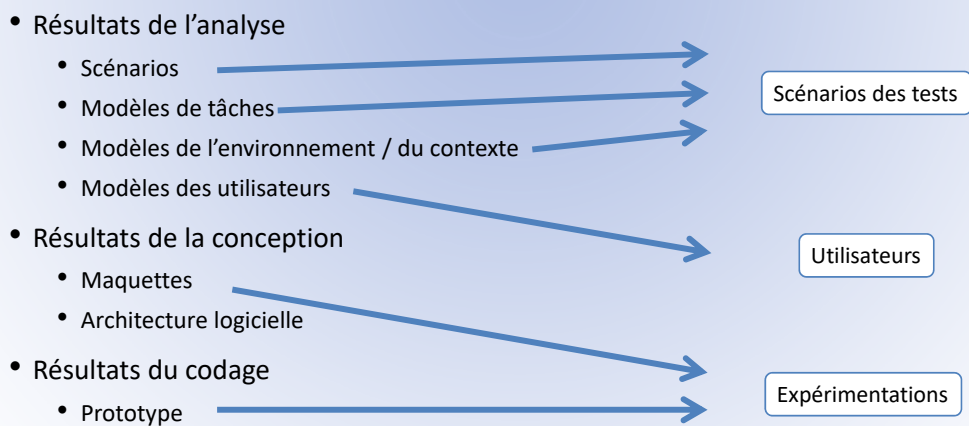 • Résultats de l’analyse
• Scénarios
• Modèles de tâches
• Modèles de l’environnement / du contexte
• Modèles des utilisateurs
• Résultats de la conception
• Maquettes
• Architecture logicielle
• Résultats du codage
• Prototype
Scénarios des tests
Utilisateurs
Expérimentations